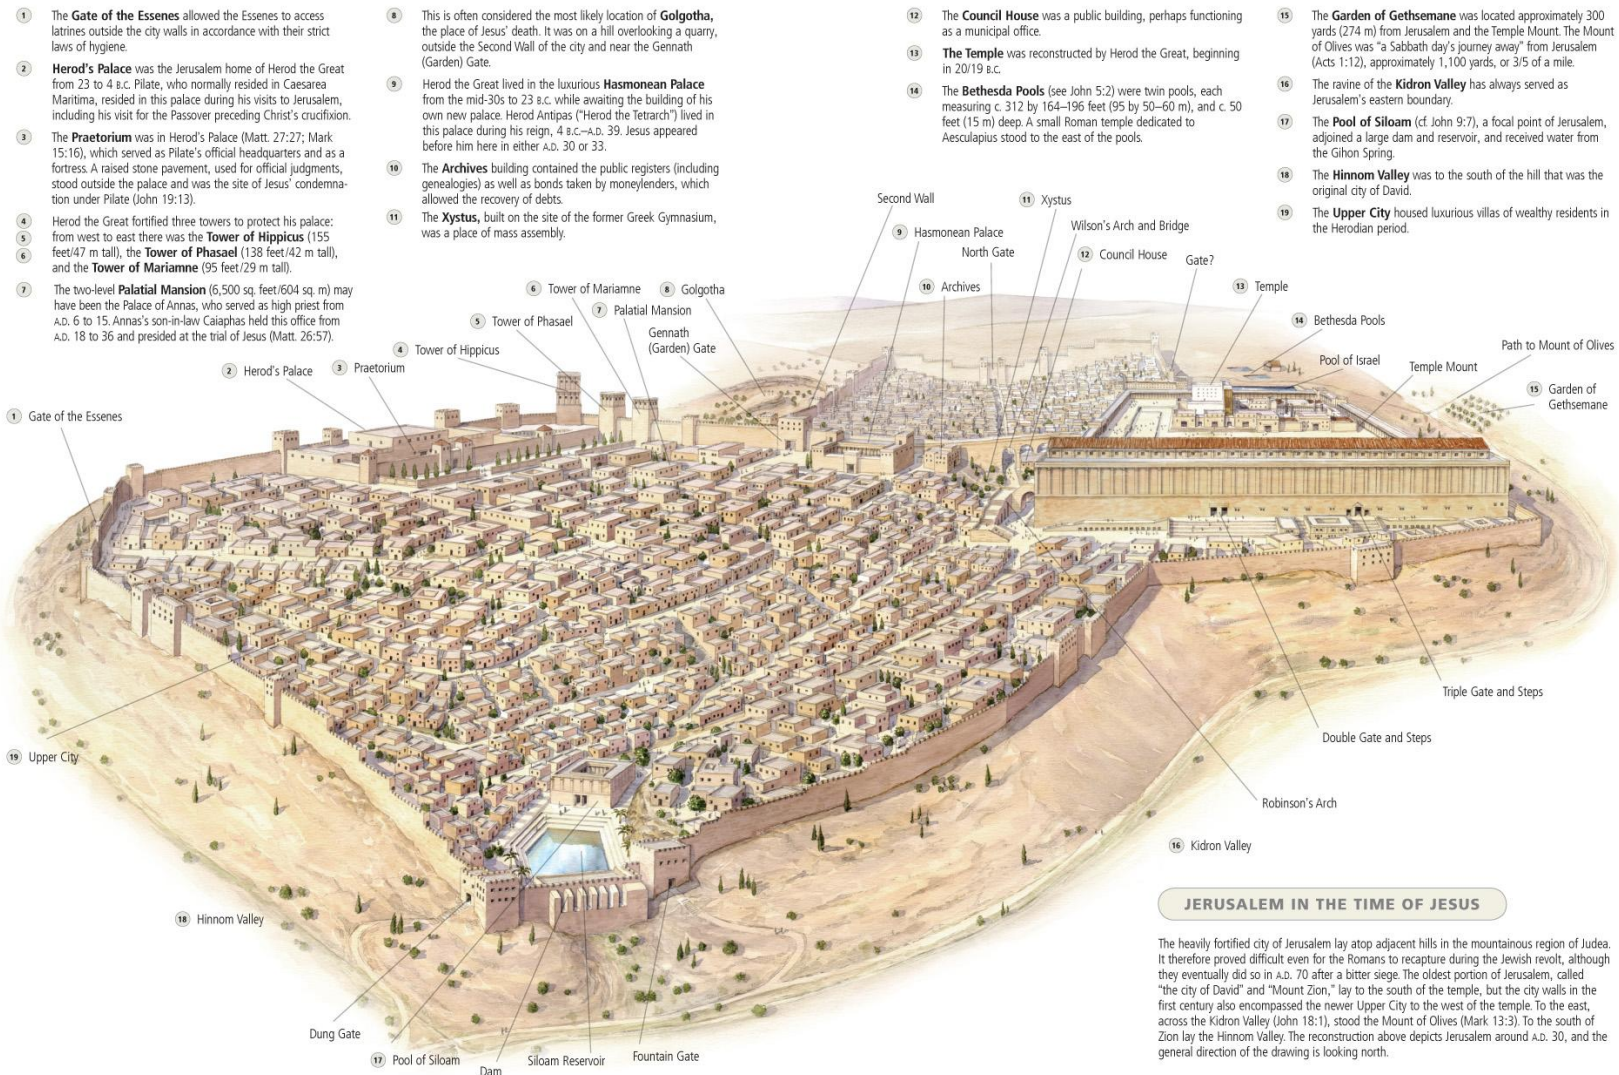 1 The Gate of the Essenes allowed the Essenes to access
latrines outside the city walls in accordance with their strict
laws of hygiene.
2 Herod's Palace was the Jerusalem home of Herod the Great
from 23 to 4 B.C. Pilate, who normally resided in Caesarea
Maritima, resided in this palace during his visits to Jerusalem,
including his visit for the Passover preceding Christ's crucifixion.
3 The Praetorium was in Herod's Palace (Matt. 27:27; Mark
15:16), which served as Pilate's official headquarters and as a
fortress. A raised stone pavement, used for official judgments,
stood outside the palace and was the site of Jesus' condemna-
tion under Pilate (John 19:13).
4 Herod the Great fortified three towers to protect his palace:
5 from west to east there was the Tower of Hippicus (155
6 feet/47 m tall), the Tower of Phasael (138 feet/42 m tall),
and the Tower of Mariamne (95 feet/29 m tall).
7 The two-level Palatial Mansion (6,500 sq. feet/604 sq. m) may
have been the Palace of Annas, who served as high priest from
A.D. 6 to 15. Annas's son-in-law Caiaphas held this office from
A.D. 18 to 36 and presided at the trial of Jesus (Matt. 26:57).
8 This is often considered the most likely location of Golgotha,
the place of Jesus' death. It was on a hill overlooking a quarry,
outside the Second Wall of the city and near the Gennath
(Garden) Gate.
9 Herod the Great lived in the luxurious Hasmonean Palace
from the mid-30s to 23 B.C. while awaiting the building of his
own new palace. Herod Antipas ("Herod the Tetrarch") lived in
this palace during his reign, 4 B.C.–A.D. 39. Jesus appeared
before him here in either A.D. 30 or 33.
10 The Archives building contained the public registers (including
genealogies) as well as bonds taken by moneylenders, which
allowed the recovery of debts.
11 The Xystus, built on the site of the former Greek Gymnasium,
was a place of mass assembly.
12 The Council House was a public building, perhaps functioning
as a municipal office.
13 The Temple was reconstructed by Herod the Great, beginning
in 20/19 B.C.
14 The Bethesda Pools (see John 5:2) were twin pools, each
measuring c. 312 by 164–196 feet (95 by 50–60 m), and c. 50
feet (15 m) deep. A small Roman temple dedicated to
Aesculapius stood to the east of the pools.
15 The Garden of Gethsemane was located approximately 300
yards (274 m) from Jerusalem and the Temple Mount. The Mount
of Olives was "a Sabbath day's journey away" from Jerusalem
(Acts 1:12), approximately 1,100 yards, or 3/5 of a mile.
16 The ravine of the Kidron Valley has always served as
Jerusalem's eastern boundary.
17 The Pool of Siloam (cf. John 9:7), a focal point of Jerusalem,
adjoined a large dam and reservoir, and received water from
the Gihon Spring.
18 The Hinnom Valley was to the south of the hill that was the
original city of David.
19 The Upper City housed luxurious villas of wealthy residents in
the Herodian period.
Second Wall
11 Xystus
9 Hasmonean Palace
Wilson's Arch and Bridge
North Gate
12 Council House
Gate?
10 Archives
13 Temple
6 Tower of Mariamne
8 Golgotha
7 Palatial Mansion
5 Tower of Phasael
14 Bethesda Pools
Gennath
(Garden) Gate
4 Tower of Hippicus
Path to Mount of Olives
Pool of Israel
Temple Mount
2 Herod's Palace
3 Praetorium
15 Garden of
Gethsemane
1 Gate of the Essenes
Triple Gate and Steps
Double Gate and Steps
19 Upper City
Robinson's Arch
16 Kidron Valley
18 Hinnom Valley
Dung Gate
17 Pool of Siloam
Dam
Siloam Reservoir
Fountain Gate
JERUSALEM IN THE TIME OF JESUS
The heavily fortified city of Jerusalem lay atop adjacent hills in the mountainous region of Judea.
It therefore proved difficult even for the Romans to recapture during the Jewish revolt, although
they eventually did so in A.D. 70 after a bitter siege. The oldest portion of Jerusalem, called
"the city of David" and "Mount Zion," lay to the south of the temple, but the city walls in the
first century also encompassed the newer Upper City to the west of the temple. To the east,
across the Kidron Valley (John 18:1), stood the Mount of Olives (Mark 13:3). To the south of
Zion lay the Hinnom Valley. The reconstruction above depicts Jerusalem around A.D. 30, and the
general direction of the drawing is looking north.